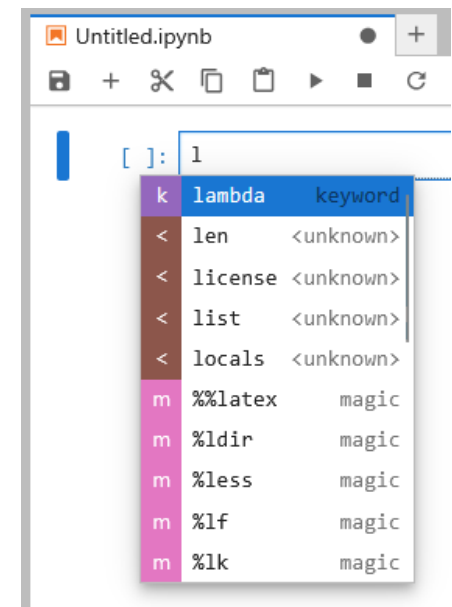 Untitled.ipynb
[ ]: l
k lambda keyword
< len <unknown>
< license <unknown>
< list <unknown>
< locals <unknown>
m %%latex magic
m %ldir magic
m %less magic
m %lf magic
m %lk magic